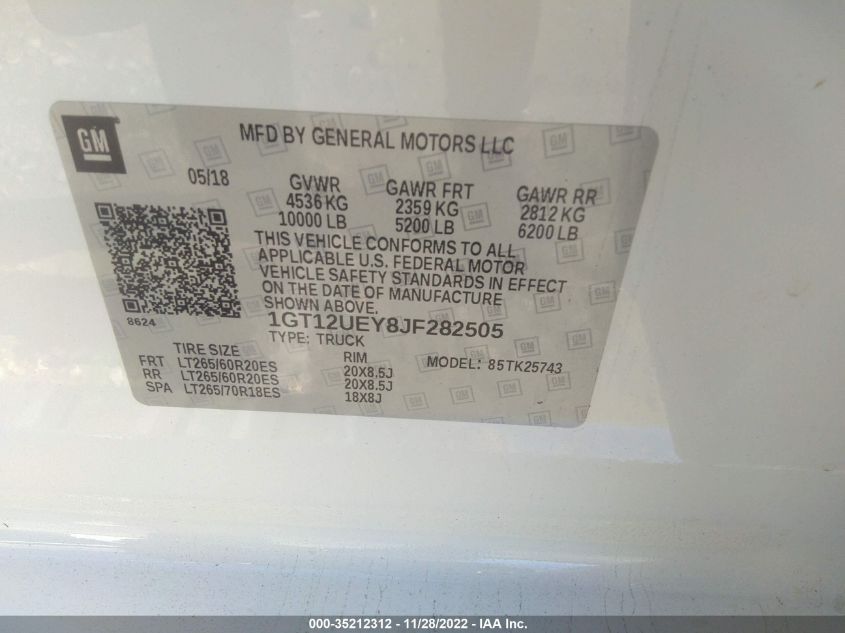 GM
MFD BY GENERAL MOTORS LLC
05/18
GVWR
4536 KG
10000 LB
GAWR FRT
2359 KG
5200 LB
GAWR RR
2812 KG
6200 LB
THIS VEHICLE CONFORMS TO ALL
APPLICABLE U.S. FEDERAL MOTOR
VEHICLE SAFETY STANDARDS IN EFFECT
ON THE DATE OF MANUFACTURE
SHOWN ABOVE.
8624
1GT12UEY8JF282505
TYPE: TRUCK
MODEL: 85TK25743
TIRE SIZE RIM
FRT LT265/60R20ES 20X8.5J
RR LT265/60R20ES 20X8.5J
SPA LT265/70R18ES 18X8J
000-35212312 - 11/28/2022 - IAA Inc.